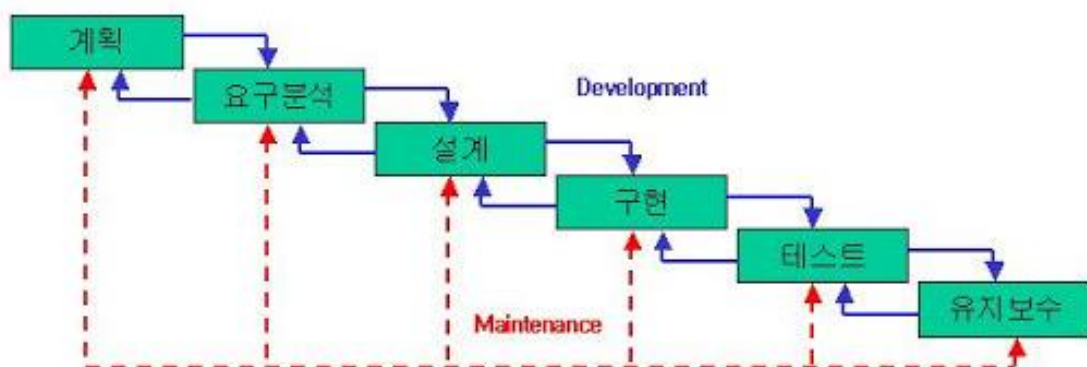 계획
요구분석
Development
설계
구현
테스트
Maintenance
유지보수